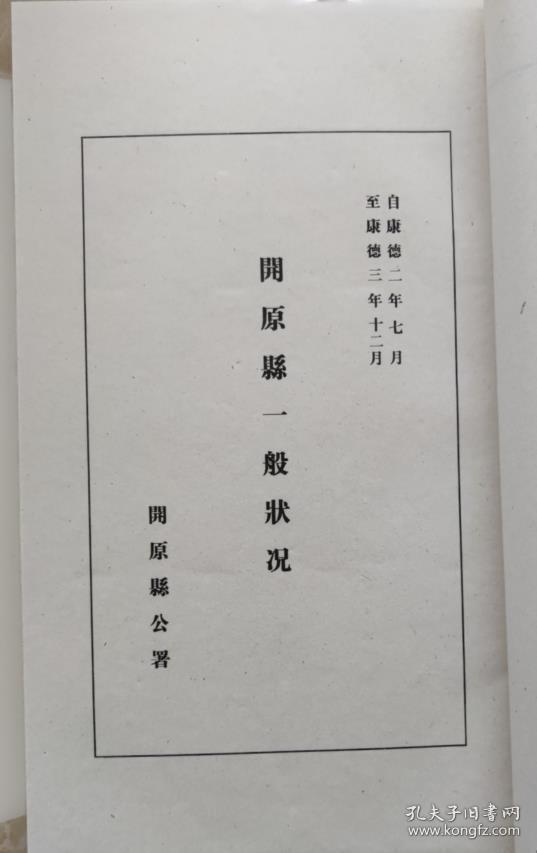 自康德二年七月
至康德三年十二月
開原縣一般狀況
開原縣公署
孔夫子旧書网
www.kongfz.com